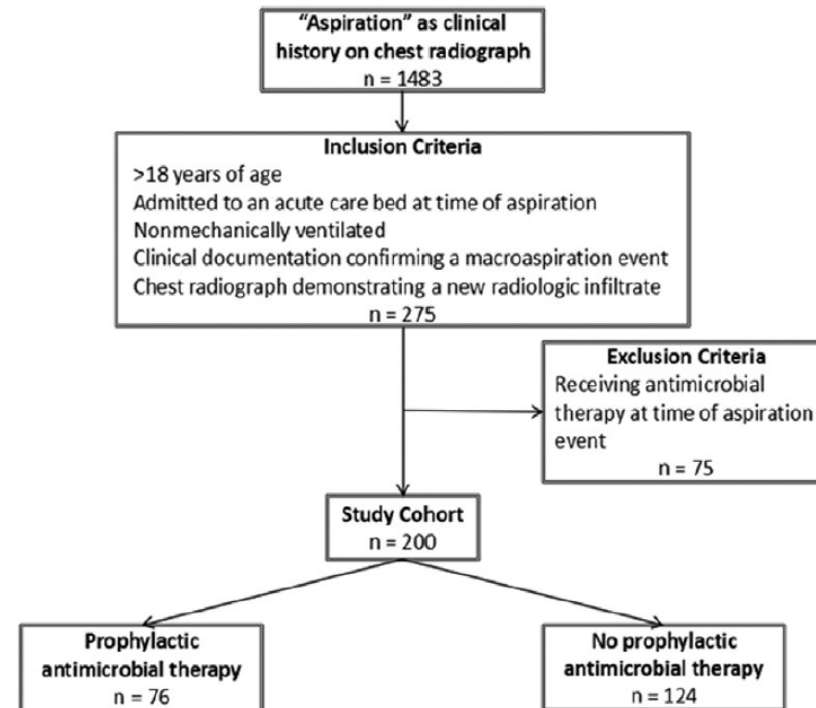 “Aspiration” as clinical
history on chest radiograph
n = 1483
Inclusion Criteria
>18 years of age
Admitted to an acute care bed at time of aspiration
Nonmechanically ventilated
Clinical documentation confirming a macroaspiration event
Chest radiograph demonstrating a new radiologic infiltrate
n = 275
Exclusion Criteria
Receiving antimicrobial
therapy at time of aspiration
event
n = 75
Study Cohort
n = 200
Prophylactic
antimicrobial therapy
n = 76
No prophylactic
antimicrobial therapy
n = 124